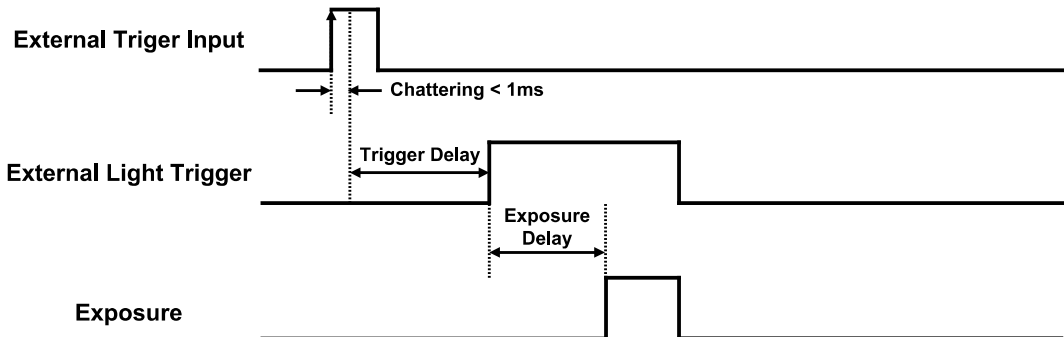 External Triger Input
Chattering < 1ms
Trigger Delay
External Light Trigger
Exposure
Delay
Exposure